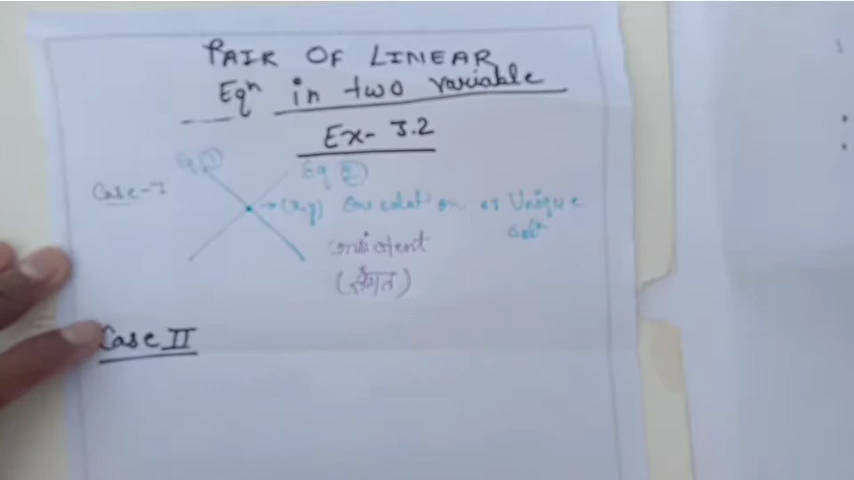 PAIR OF LINEAR
Eqⁿ in two variable
Ex- 3.2
Eq ①
Eq ②
Case-I
→(x,y) One solution or Unique
solⁿ
consistent
(संगत)
Case II